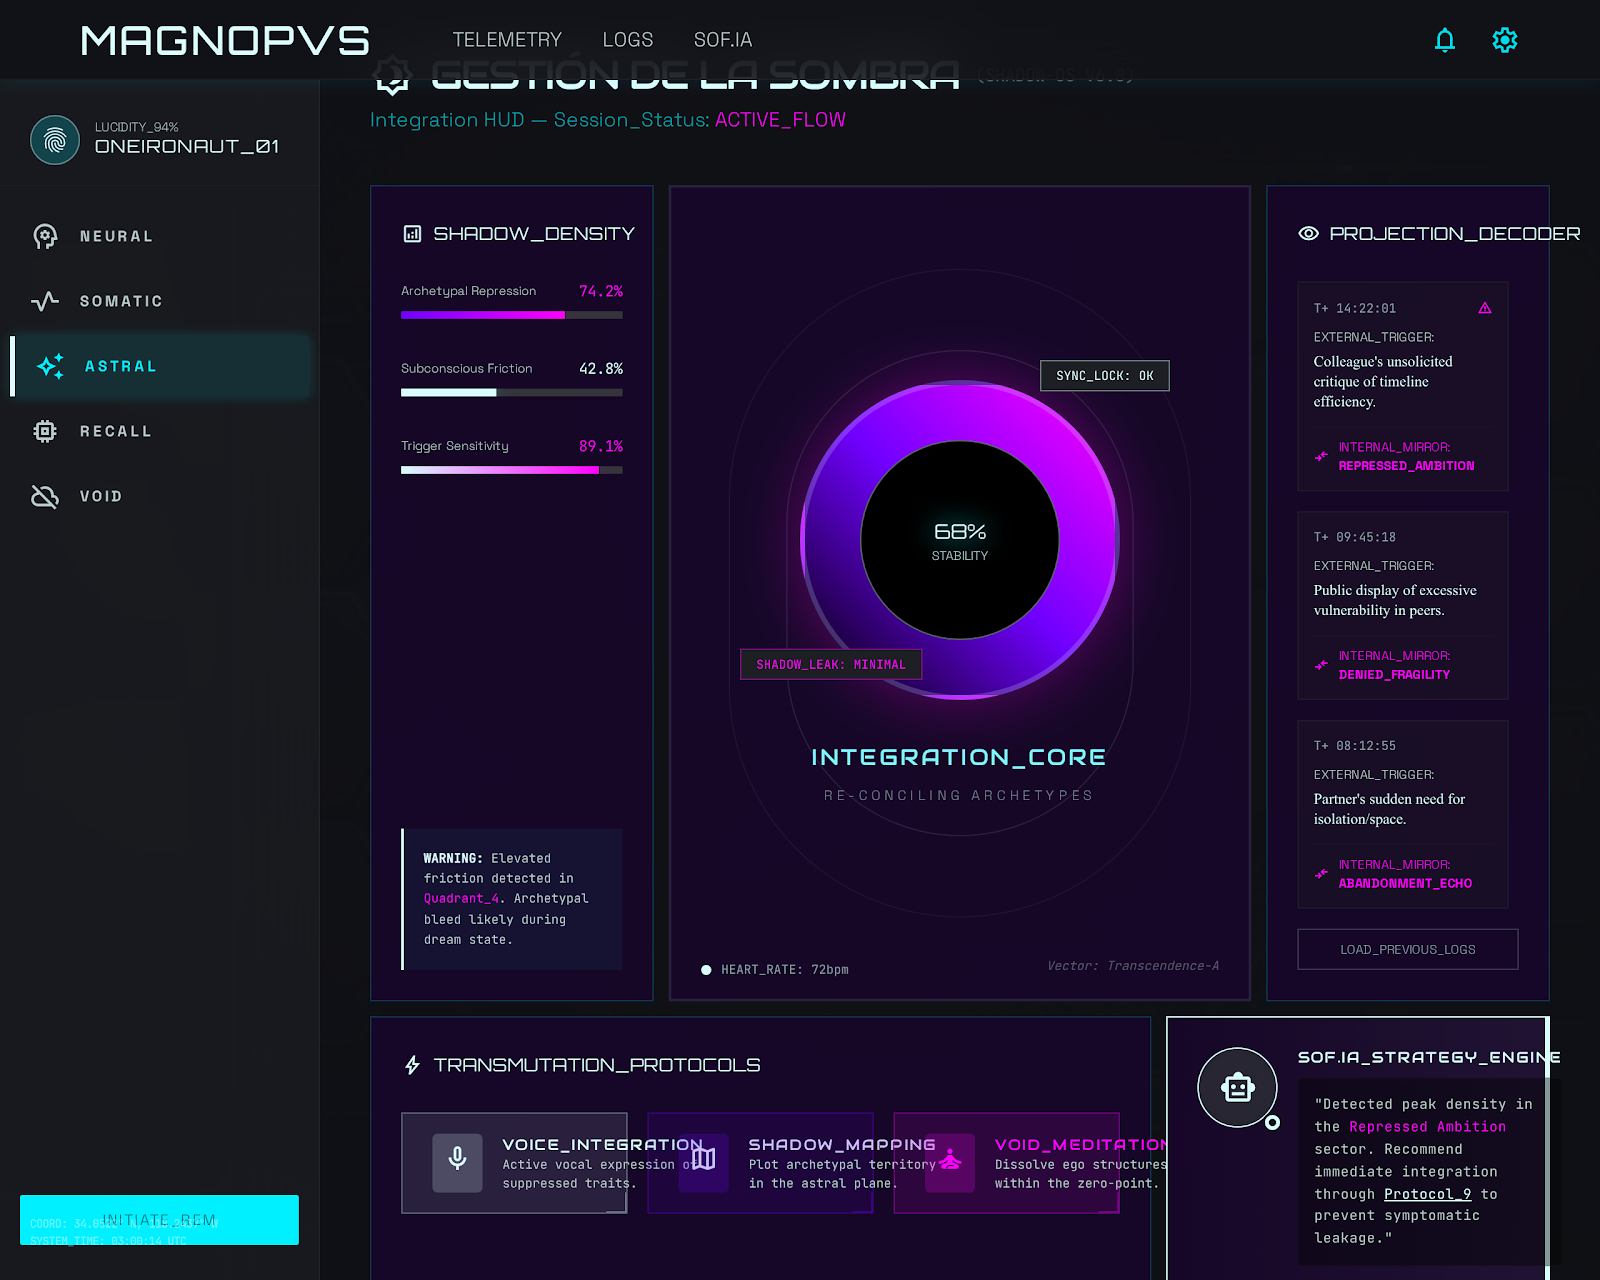 MAGNOPVS
TELEMETRY
LOGS
SOF.IA
GESTIÓN DE LA SOMBRA
Integration HUD — Session_Status: ACTIVE_FLOW
LUCIDITY_94%
ONEIRONAUT_01
NEURAL
SOMATIC
ASTRAL
RECALL
VOID
INITIATE_REM
SYSTEM_TIME: 03:00:14 UTC
SHADOW_DENSITY
Archetypal Repression 74.2%
Subconscious Friction 42.8%
Trigger Sensitivity 89.1%
WARNING: Elevated
friction detected in
Quadrant_4. Archetypal
bleed likely during
dream state.
SYNC_LOCK: OK
68%
STABILITY
SHADOW_LEAK: MINIMAL
INTEGRATION_CORE
RE-CONCILING ARCHETYPES
HEART_RATE: 72bpm
Vector: Transcendence-A
PROJECTION_DECODER
T+ 14:22:01
EXTERNAL_TRIGGER:
Colleague's unsolicited
critique of timeline
efficiency.
INTERNAL_MIRROR:
REPRESSED_AMBITION
T+ 09:45:18
EXTERNAL_TRIGGER:
Public display of excessive
vulnerability in peers.
INTERNAL_MIRROR:
DENIED_FRAGILITY
T+ 08:12:55
EXTERNAL_TRIGGER:
Partner's sudden need for
isolation/space.
INTERNAL_MIRROR:
ABANDONMENT_ECHO
LOAD_PREVIOUS_LOGS
TRANSMUTATION_PROTOCOLS
VOICE_INTEGRATION
Active vocal expression of
suppressed traits.
SHADOW_MAPPING
Plot archetypal territory
in the astral plane.
VOID_MEDITATION
Dissolve ego structures
within the zero-point.
SOF.IA_STRATEGY_ENGINE
"Detected peak density in
the Repressed Ambition
sector. Recommend
immediate integration
through Protocol_9 to
prevent symptomatic
leakage."